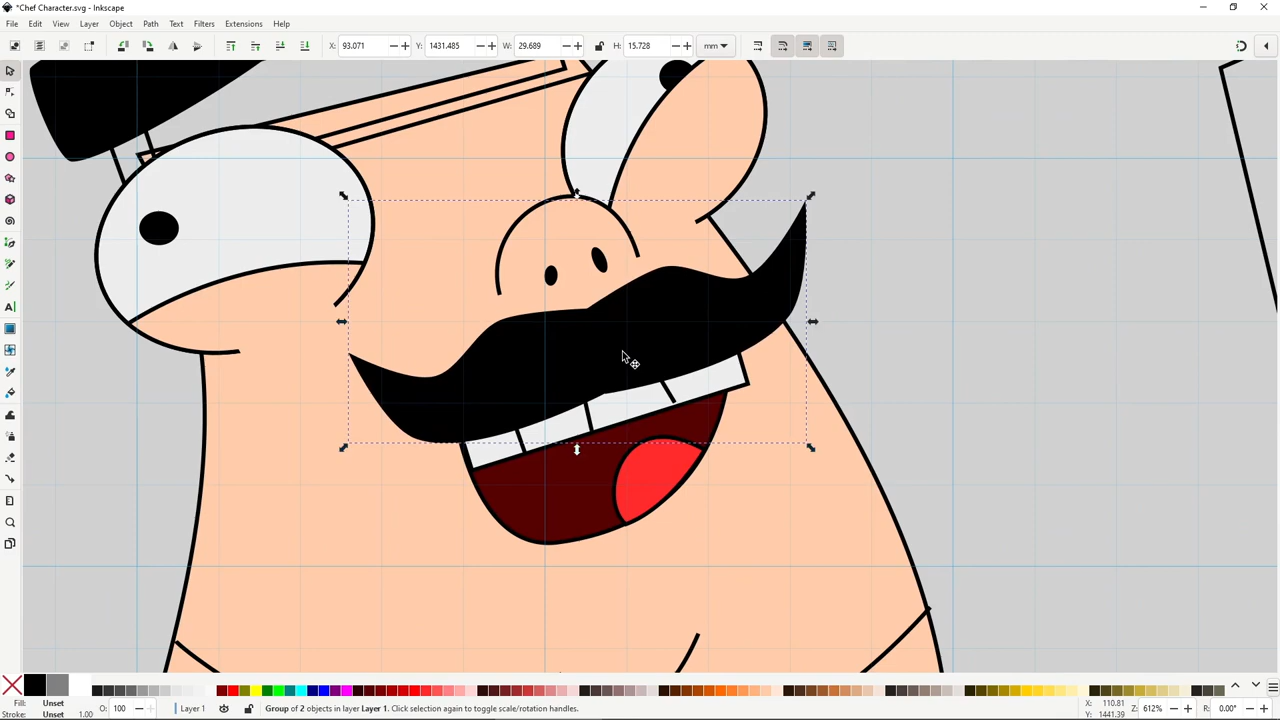 *Chef Character.svg - Inkscape
File Edit View Layer Object Path Text Filters Extensions Help
X: 93.071 Y: 1431.485 W: 29.689 H: 15.728 mm
Fill: Unset O: 100 Layer 1 Group of 2 objects in layer Layer 1. Click selection again to toggle scale/rotation handles. X: 110.81 Z: 612% R: 0.00°
Stroke: Unset 1.00 Y: 1441.39